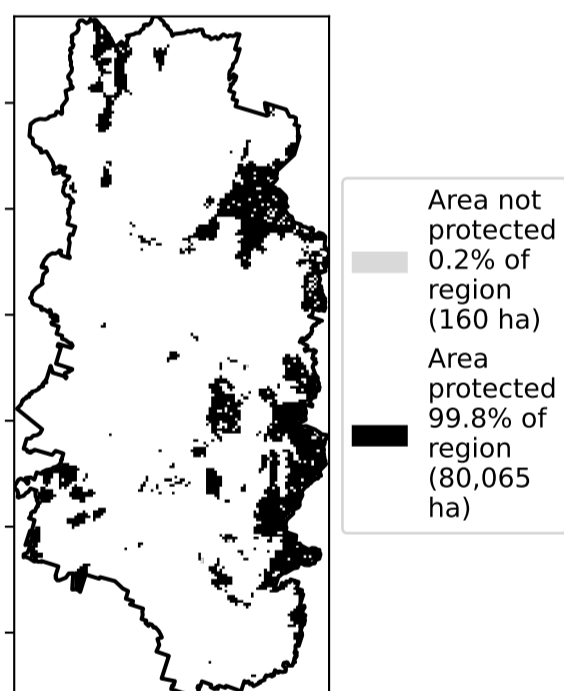 Area not
protected
0.2% of
region
(160 ha)
Area
protected
99.8% of
region
(80,065
ha)